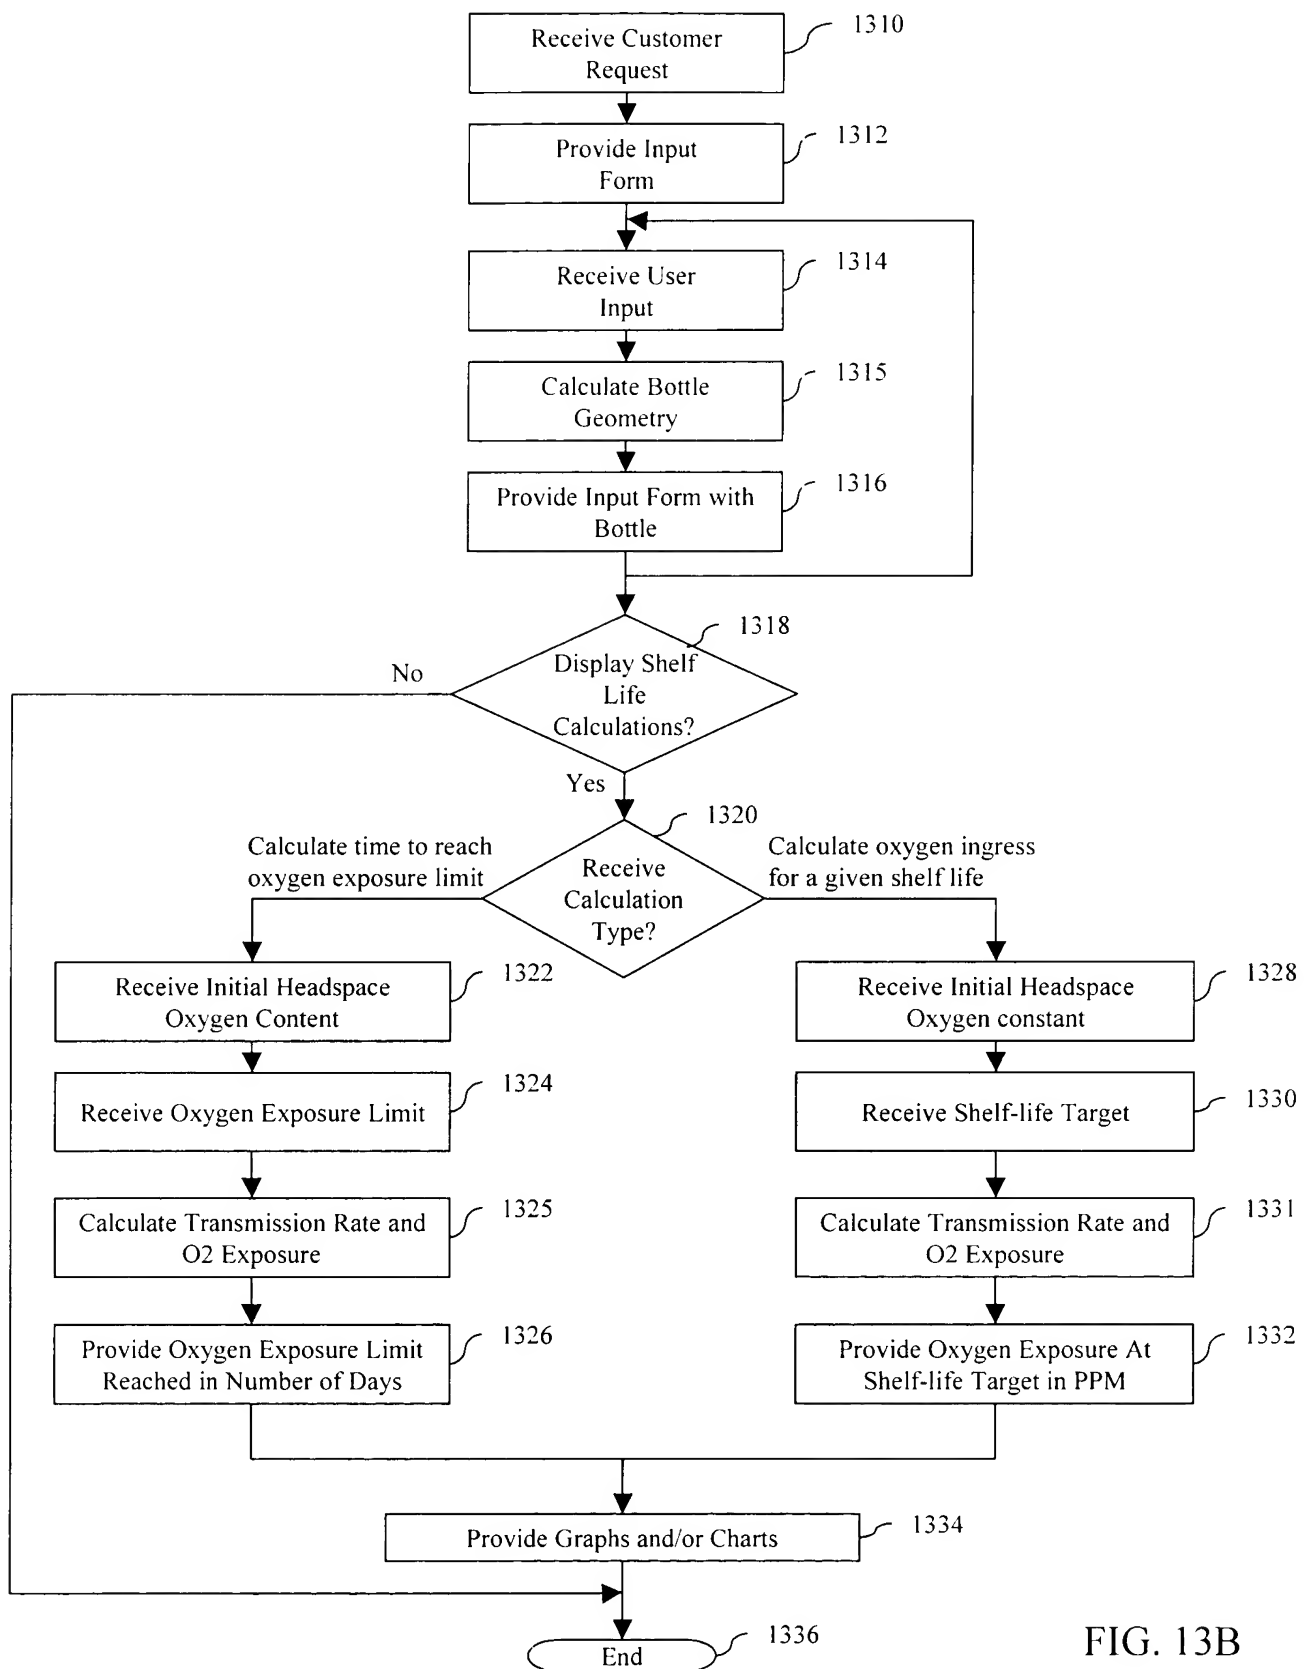 Receive Customer
Request
1310
Provide Input
Form
1312
Receive User
Input
1314
Calculate Bottle
Geometry
1315
Provide Input Form with
Bottle
1316
1318
Display Shelf
Life
Calculations?
No
Yes
1320
Receive
Calculation
Type?
Calculate time to reach
oxygen exposure limit
Calculate oxygen ingress
for a given shelf life
Receive Initial Headspace
Oxygen Content
1322
Receive Oxygen Exposure Limit
1324
Calculate Transmission Rate and
O2 Exposure
1325
Provide Oxygen Exposure Limit
Reached in Number of Days
1326
Receive Initial Headspace
Oxygen constant
1328
Receive Shelf-life Target
1330
Calculate Transmission Rate and
O2 Exposure
1331
Provide Oxygen Exposure At
Shelf-life Target in PPM
1332
Provide Graphs and/or Charts
1334
End
1336
FIG. 13B